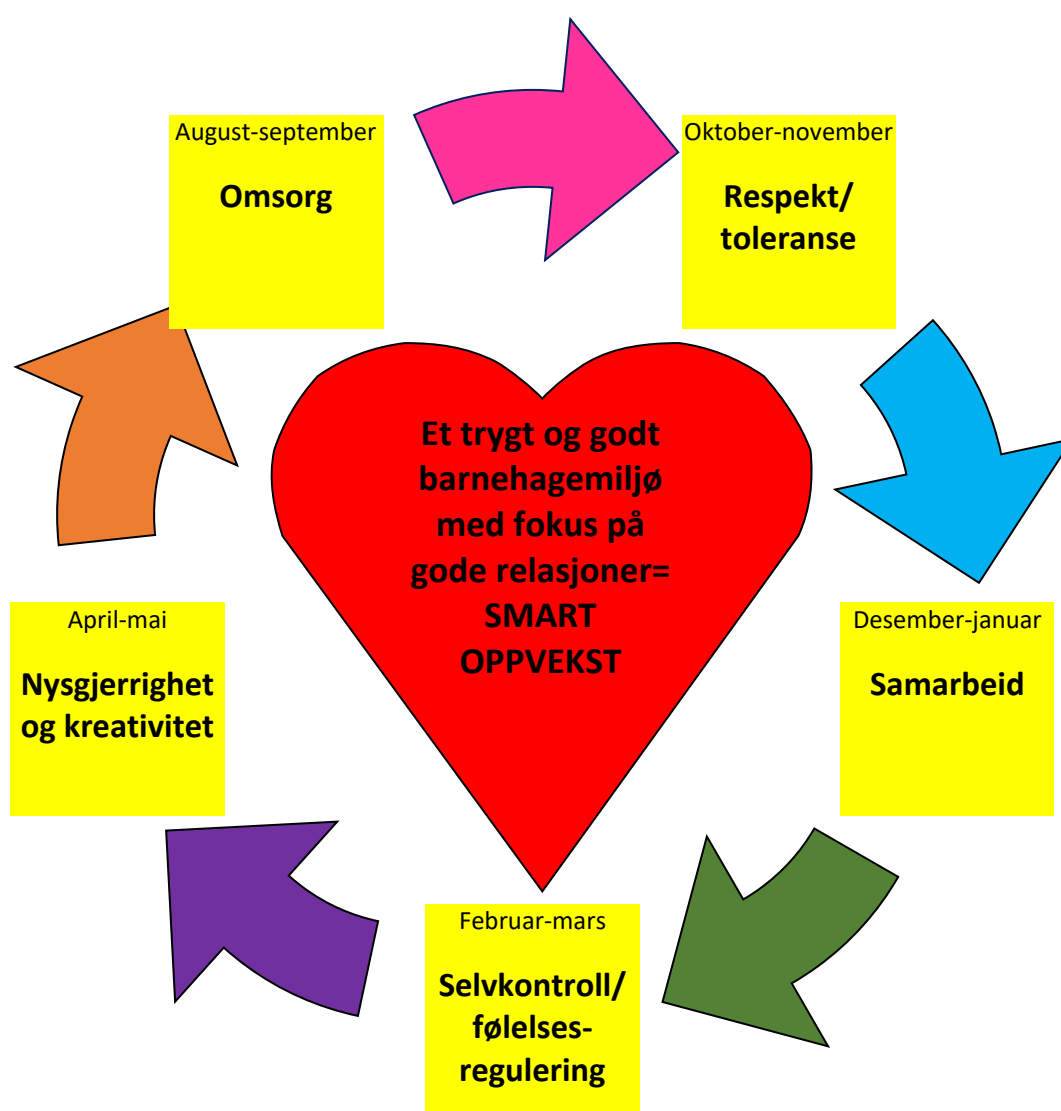 August-september
Omsorg
Oktober-november
Respekt/
toleranse
Et trygt og godt
barnehagemiljø
med fokus på
gode relasjoner=
SMART
OPPVEKST
April-mai
Nysgjerrighet
og kreativitet
Desember-januar
Samarbeid
Februar-mars
Selvkontroll/
følelses-
regulering